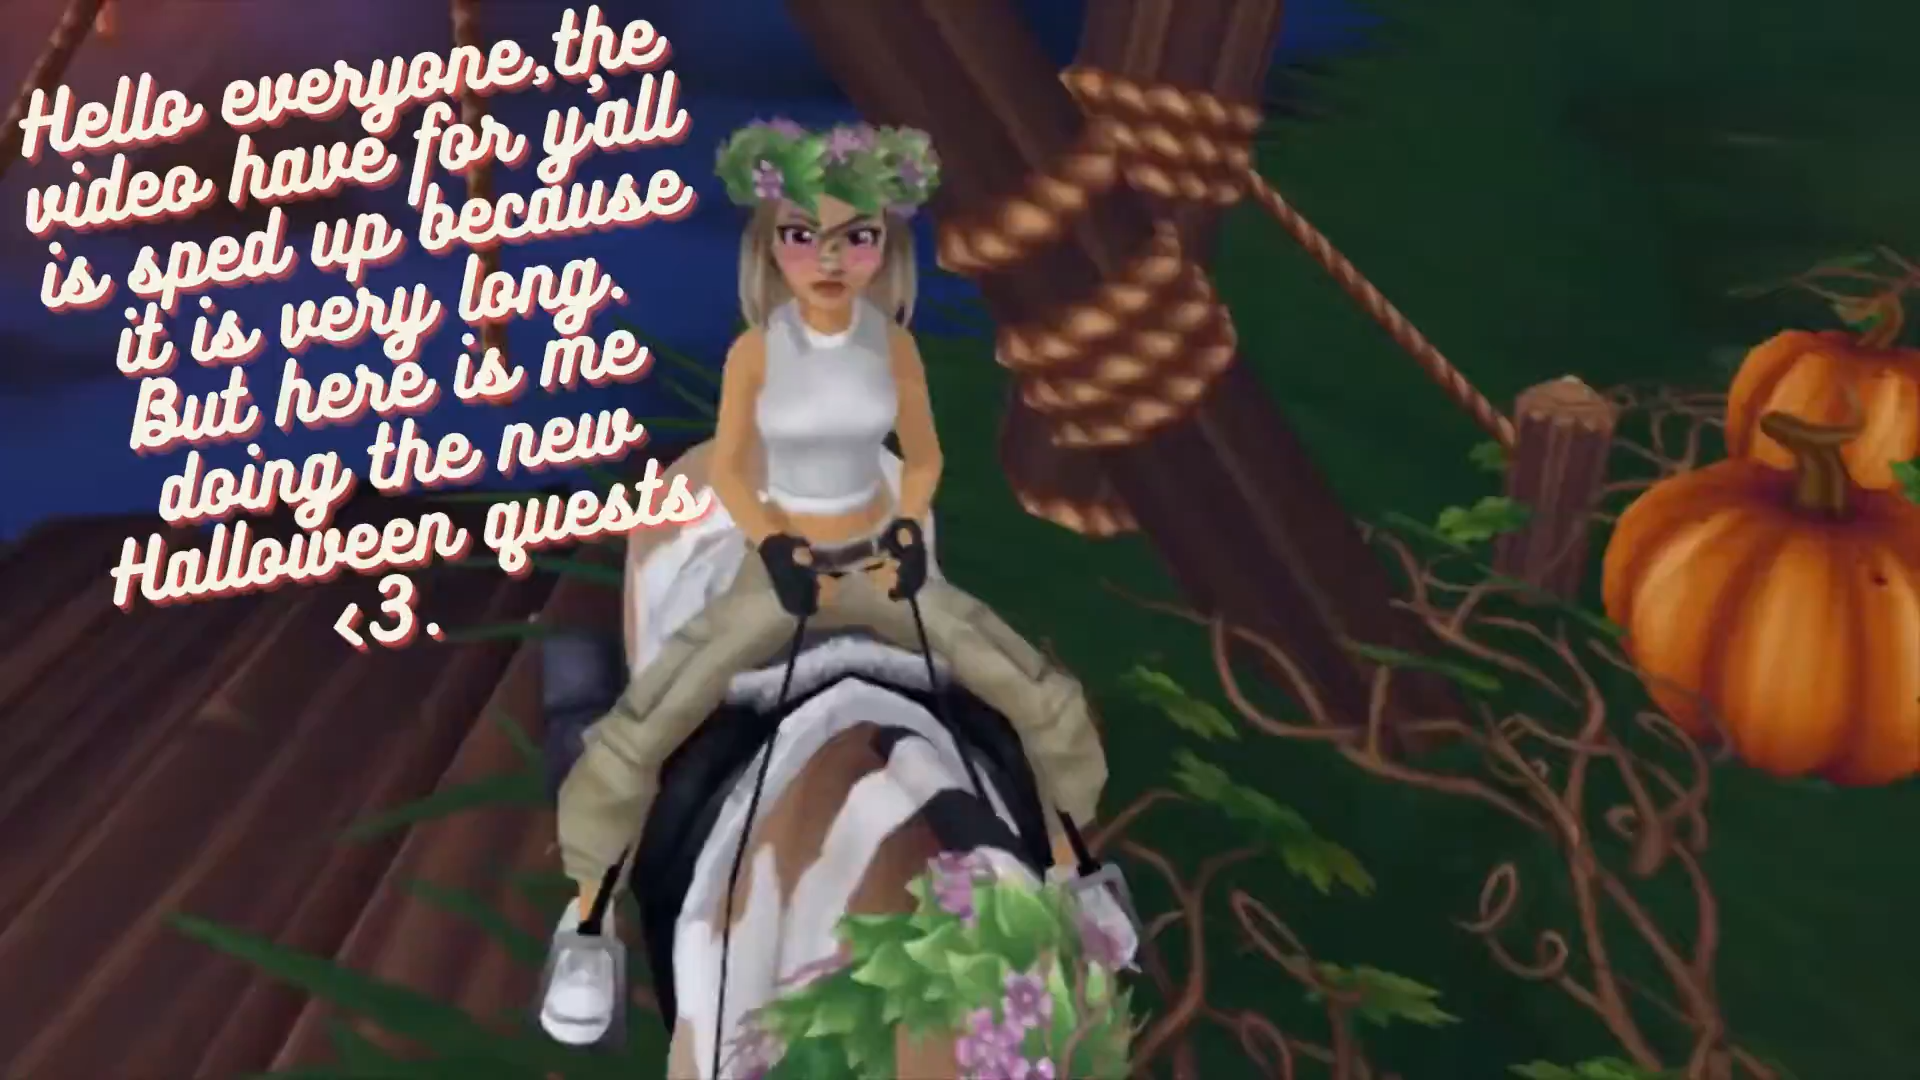 Hello everyone,the
video have for y'all
is sped up because
it is very long.
But here is me
doing the new
Halloween quests
<3.